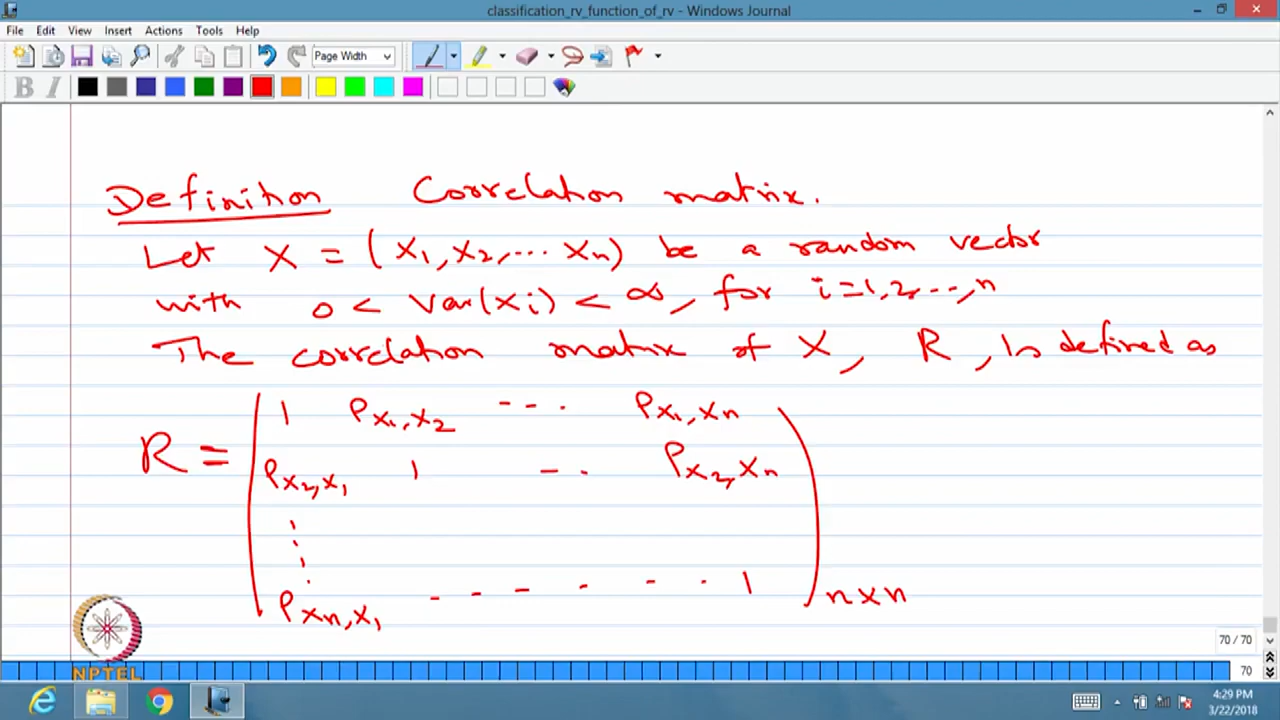 classification_rv_function_of_rv - Windows Journal
File Edit View Insert Actions Tools Help
Page Width
B I
Definition Correlation matrix.
Let X = (X1, X2, ... Xn) be a random vector
with 0 < Var(Xi) < ∞, for i=1,2,...,n
The correlation matrix of X, R, is defined as
R = ( 1 ρX1,X2 --. ρX1,Xn
ρX2,X1 1 -. ρX2,Xn
⋮
ρXn,X1 - - - - - . 1 ) n×n
NPTEL
70 / 70
70
4:29 PM
3/22/2018